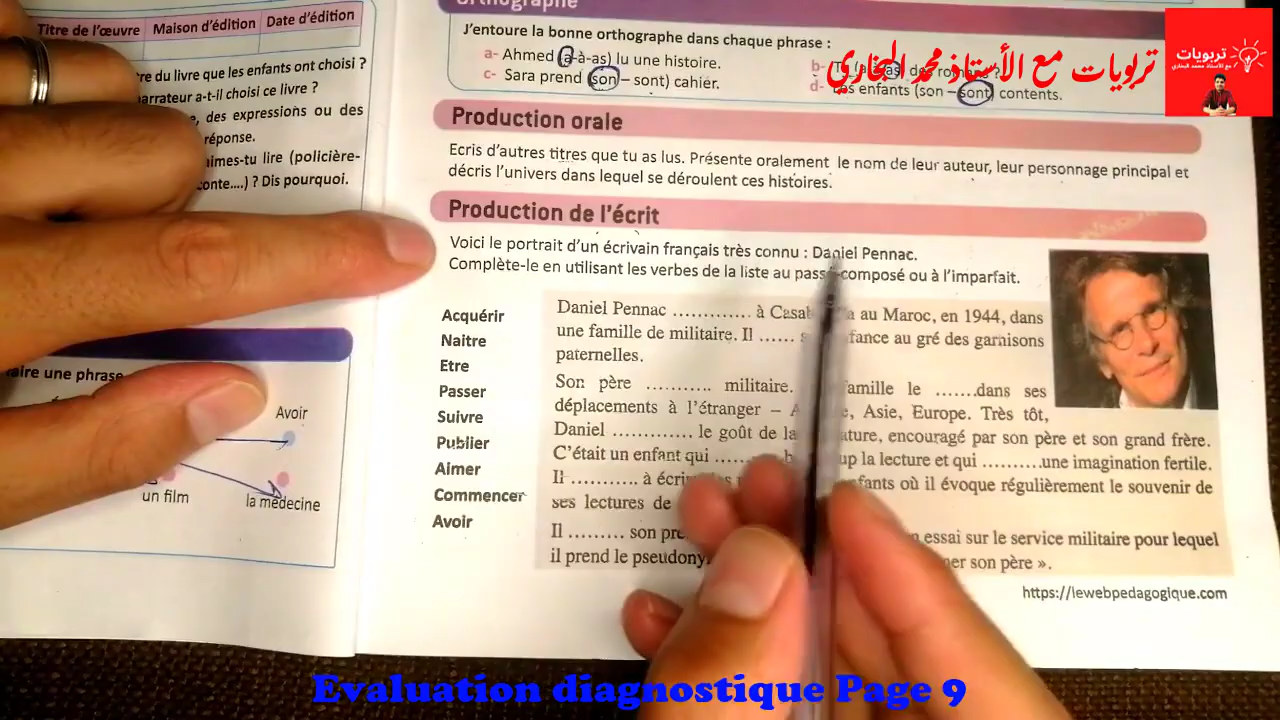 Titre de l'œuvre Maison d'édition Date d'édition
tre du livre que les enfants ont choisi ?
narrateur a-t-il choisi ce livre ?
, des expressions ou des
réponse.
aimes-tu lire (policière-
conte....) ? Dis pourquoi.
faire une phrase
Avoir
un film
la médecine
Orthographe
J'entoure la bonne orthographe dans chaque phrase :
a- Ahmed (a-à-as) lu une histoire.
b-
c- Sara prend (son – sont) cahier.
d- Les enfants (son – sont) contents.
Production orale
Ecris d'autres titres que tu as lus. Présente oralement le nom de leur auteur, leur personnage principal et
décris l'univers dans lequel se déroulent ces histoires.
Production de l'écrit
Voici le portrait d'un écrivain français très connu : Daniel Pennac.
Complète-le en utilisant les verbes de la liste au passé composé ou à l'imparfait.
Acquérir
Naitre
Etre
Passer
Suivre
Publier
Aimer
Commencer
Avoir
Daniel Pennac ............. à Casab a au Maroc, en 1944, dans
une famille de militaire. Il ...... s fance au gré des garnisons
paternelles.
Son père ........... militaire. famille le .......dans ses
déplacements à l'étranger – A e, Asie, Europe. Très tôt,
Daniel ............. le goût de la ature, encouragé par son père et son grand frère.
C'était un enfant qui ...... up la lecture et qui ..........une imagination fertile.
Il ........... à écri nfants où il évoque régulièrement le souvenir de
ses lectures de
Il ......... son pre essai sur le service militaire pour lequel
il prend le pseudony ner son père ».
https://lewebpedagogique.com
تربويات مع الأستاذ محمد البخاري
تربويات
مع الأستاذ محمد البخاري
Evaluation diagnostique Page 9